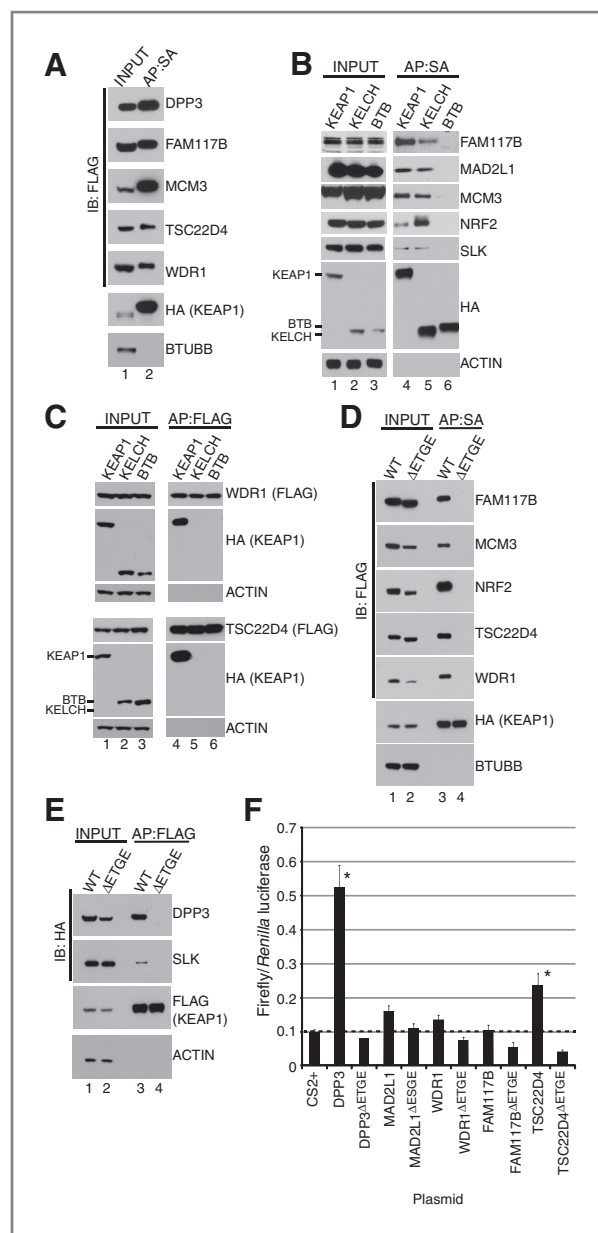 A
INPUT
AP:SA
IB: FLAG
DPP3
FAM117B
MCM3
TSC22D4
WDR1
HA (KEAP1)
BTUBB
1 2
B
INPUT AP:SA
KEAP1 KELCH BTB KEAP1 KELCH BTB
FAM117B
MAD2L1
MCM3
NRF2
SLK
KEAP1
BTB
KELCH
HA
ACTIN
1 2 3 4 5 6
C
INPUT AP:FLAG
KEAP1 KELCH BTB KEAP1 KELCH BTB
WDR1 (FLAG)
HA (KEAP1)
ACTIN
TSC22D4 (FLAG)
KEAP1
BTB
KELCH
HA (KEAP1)
ACTIN
1 2 3 4 5 6
D
INPUT AP:SA
WT ΔETGE WT ΔETGE
IB: FLAG
FAM117B
MCM3
NRF2
TSC22D4
WDR1
HA (KEAP1)
BTUBB
1 2 3 4
E
INPUT AP:FLAG
WT ΔETGE WT ΔETGE
IB: HA
DPP3
SLK
FLAG
(KEAP1)
ACTIN
1 2 3 4
F
Firefly/Renilla luciferase
0.7
0.6
0.5
0.4
0.3
0.2
0.1
0
*
*
CS2+
DPP3
DPP3ΔETGE
MAD2L1
MAD2L1ΔESGE
WDR1
WDR1ΔETGE
FAM117B
FAM117BΔETGE
TSC22D4
TSC22D4ΔETGE
Plasmid